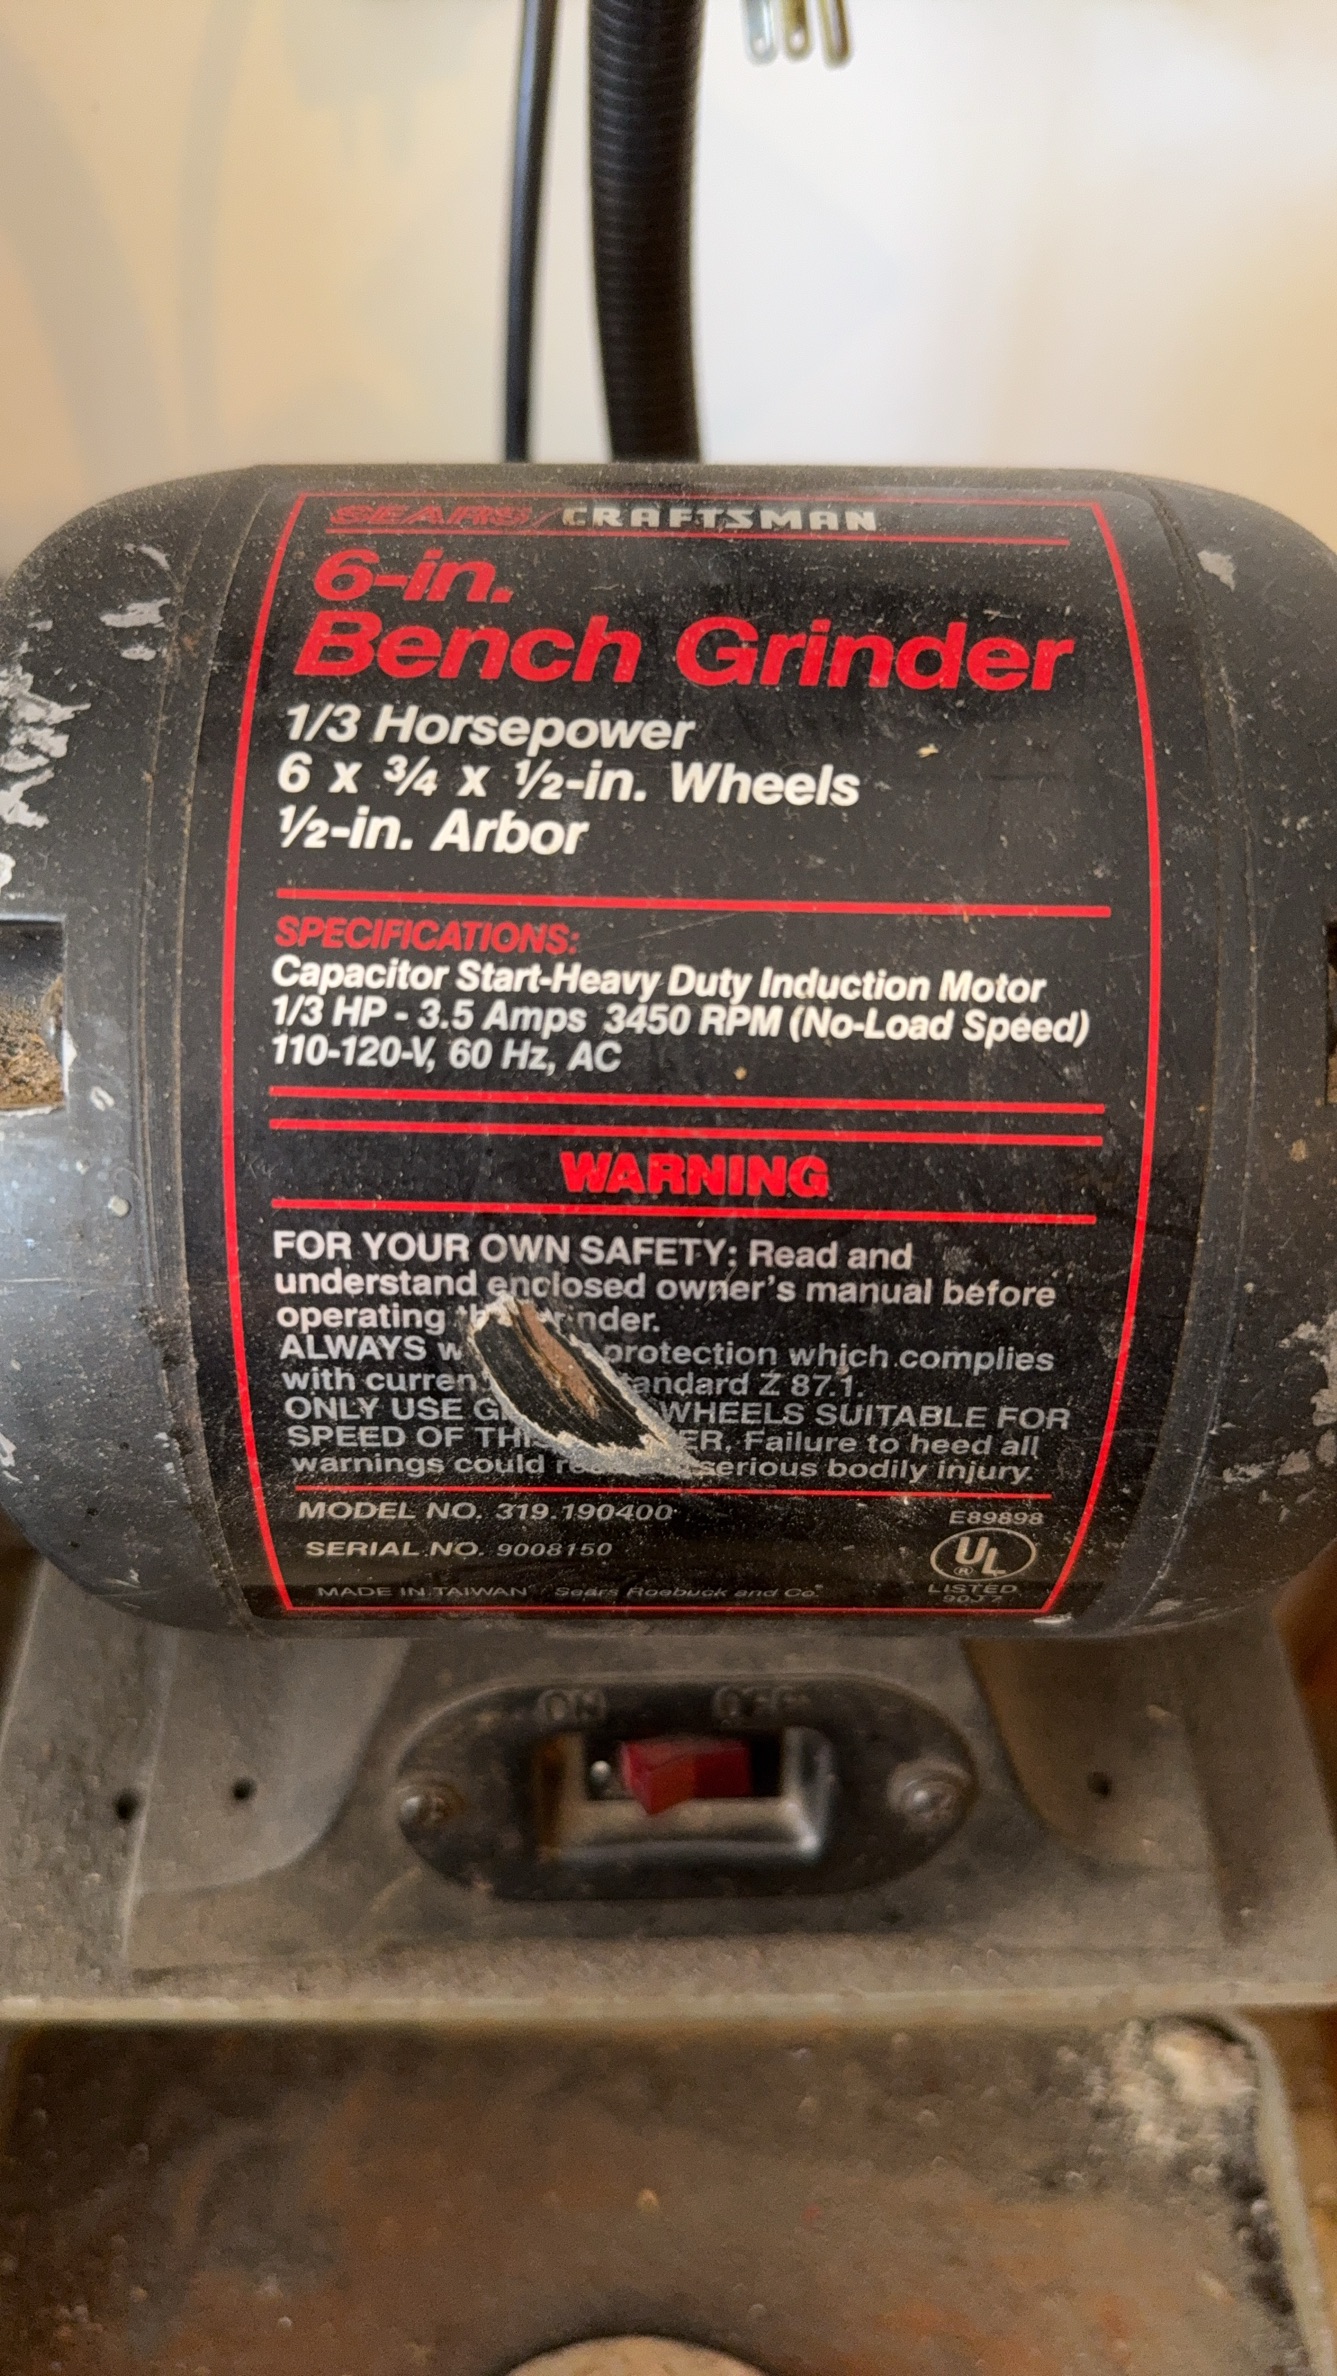 SEARS/CRAFTSMAN
6-in.
Bench Grinder
1/3 Horsepower
6 x 3/4 x 1/2-in. Wheels
1/2-in. Arbor
SPECIFICATIONS:
Capacitor Start-Heavy Duty Induction Motor
1/3 HP - 3.5 Amps 3450 RPM (No-Load Speed)
110-120-V, 60 Hz, AC
WARNING
FOR YOUR OWN SAFETY: Read and
understand enclosed owner's manual before
operating
ALWAYS protection which complies
with Z 87.1.
ONLY USE WHEELS SUITABLE FOR
SPEED OF Failure to heed all
warnings could serious bodily injury.
MODEL NO. 319.190400
E89898
SERIAL NO. 9008150
UL
®
LISTED
90J7
MADE IN TAIWAN Sears Roebuck and Co.
ON OFF